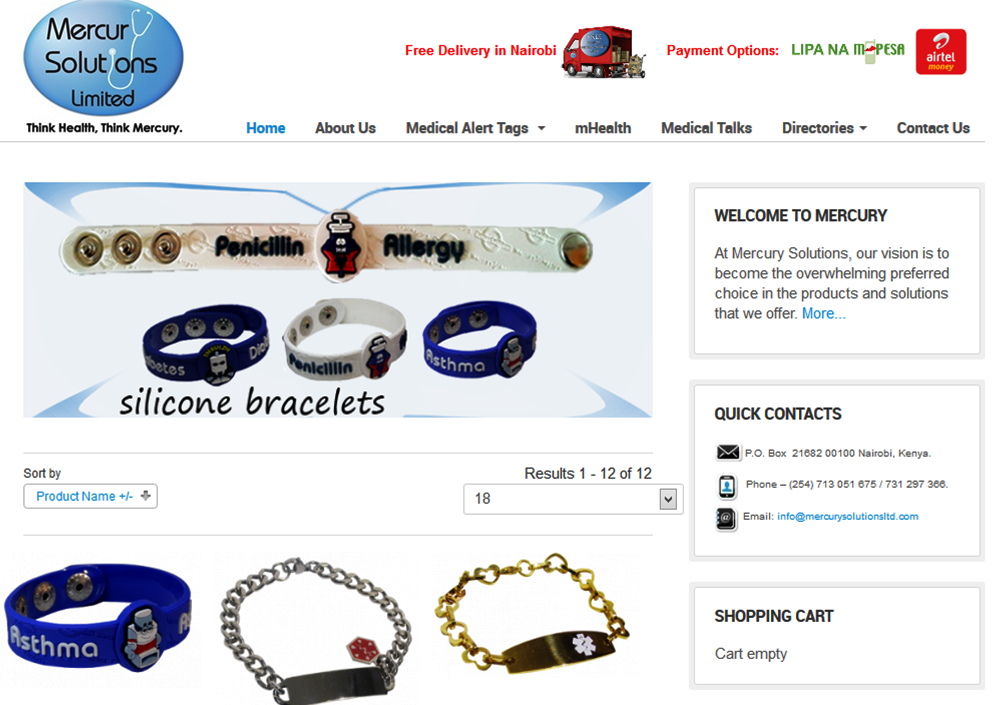 Mercury
Solutions
Limited
Think Health, Think Mercury.
Free Delivery in Nairobi
Payment Options:
LIPA NA M-PESA
airtel
money
Home
About Us
Medical Alert Tags
mHealth
Medical Talks
Directories
Contact Us
Penicillin Allergy
Penicillin
Asthma
silicone bracelets
WELCOME TO MERCURY
At Mercury Solutions, our vision is to
become the overwhelming preferred
choice in the products and solutions
that we offer. More...
QUICK CONTACTS
P.O. Box 21682 00100 Nairobi, Kenya.
Phone – (254) 713 051 675 / 731 297 366.
Email: info@mercurysolutionsltd.com
Sort by
Product Name +/-
Results 1 - 12 of 12
18
Asthma
SHOPPING CART
Cart empty